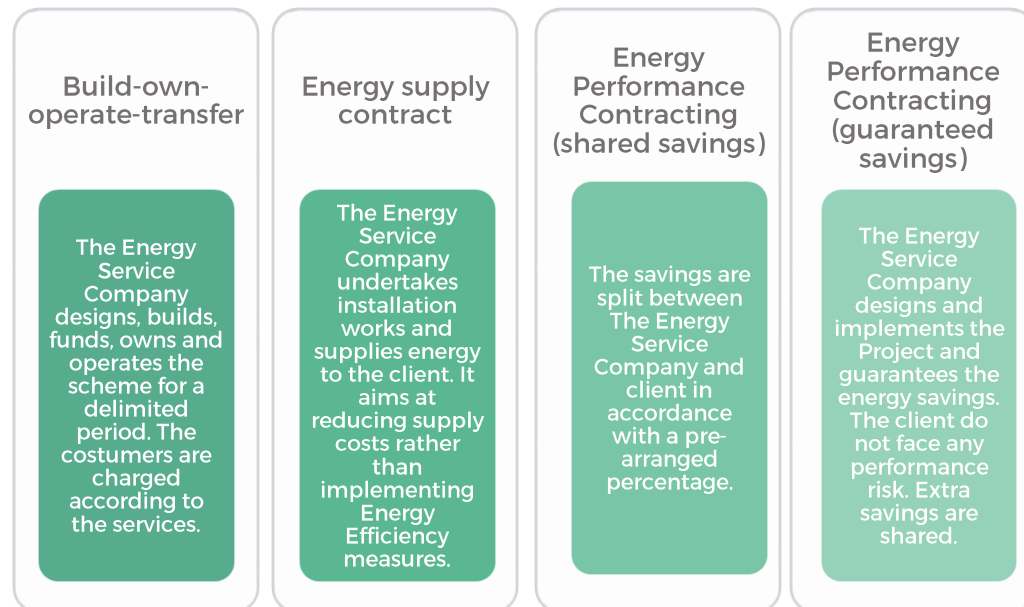 Build-own-
operate-transfer
The Energy
Service
Company
designs, builds,
funds, owns and
operates the
scheme for a
delimited
period. The
costumers are
charged
according to
the services.
Energy supply
contract
The Energy
Service
Company
undertakes
installation
works and
supplies energy
to the client. It
aims at
reducing supply
costs rather
than
implementing
Energy
Efficiency
measures.
Energy
Performance
Contracting
(shared savings)
The savings are
split between
The Energy
Service
Company and
client in
accordance
with a pre-
arranged
percentage.
Energy
Performance
Contracting
(guaranteed
savings)
The Energy
Service
Company
designs and
implements the
Project and
guarantees the
energy savings.
The client do
not face any
performance
risk. Extra
savings are
shared.